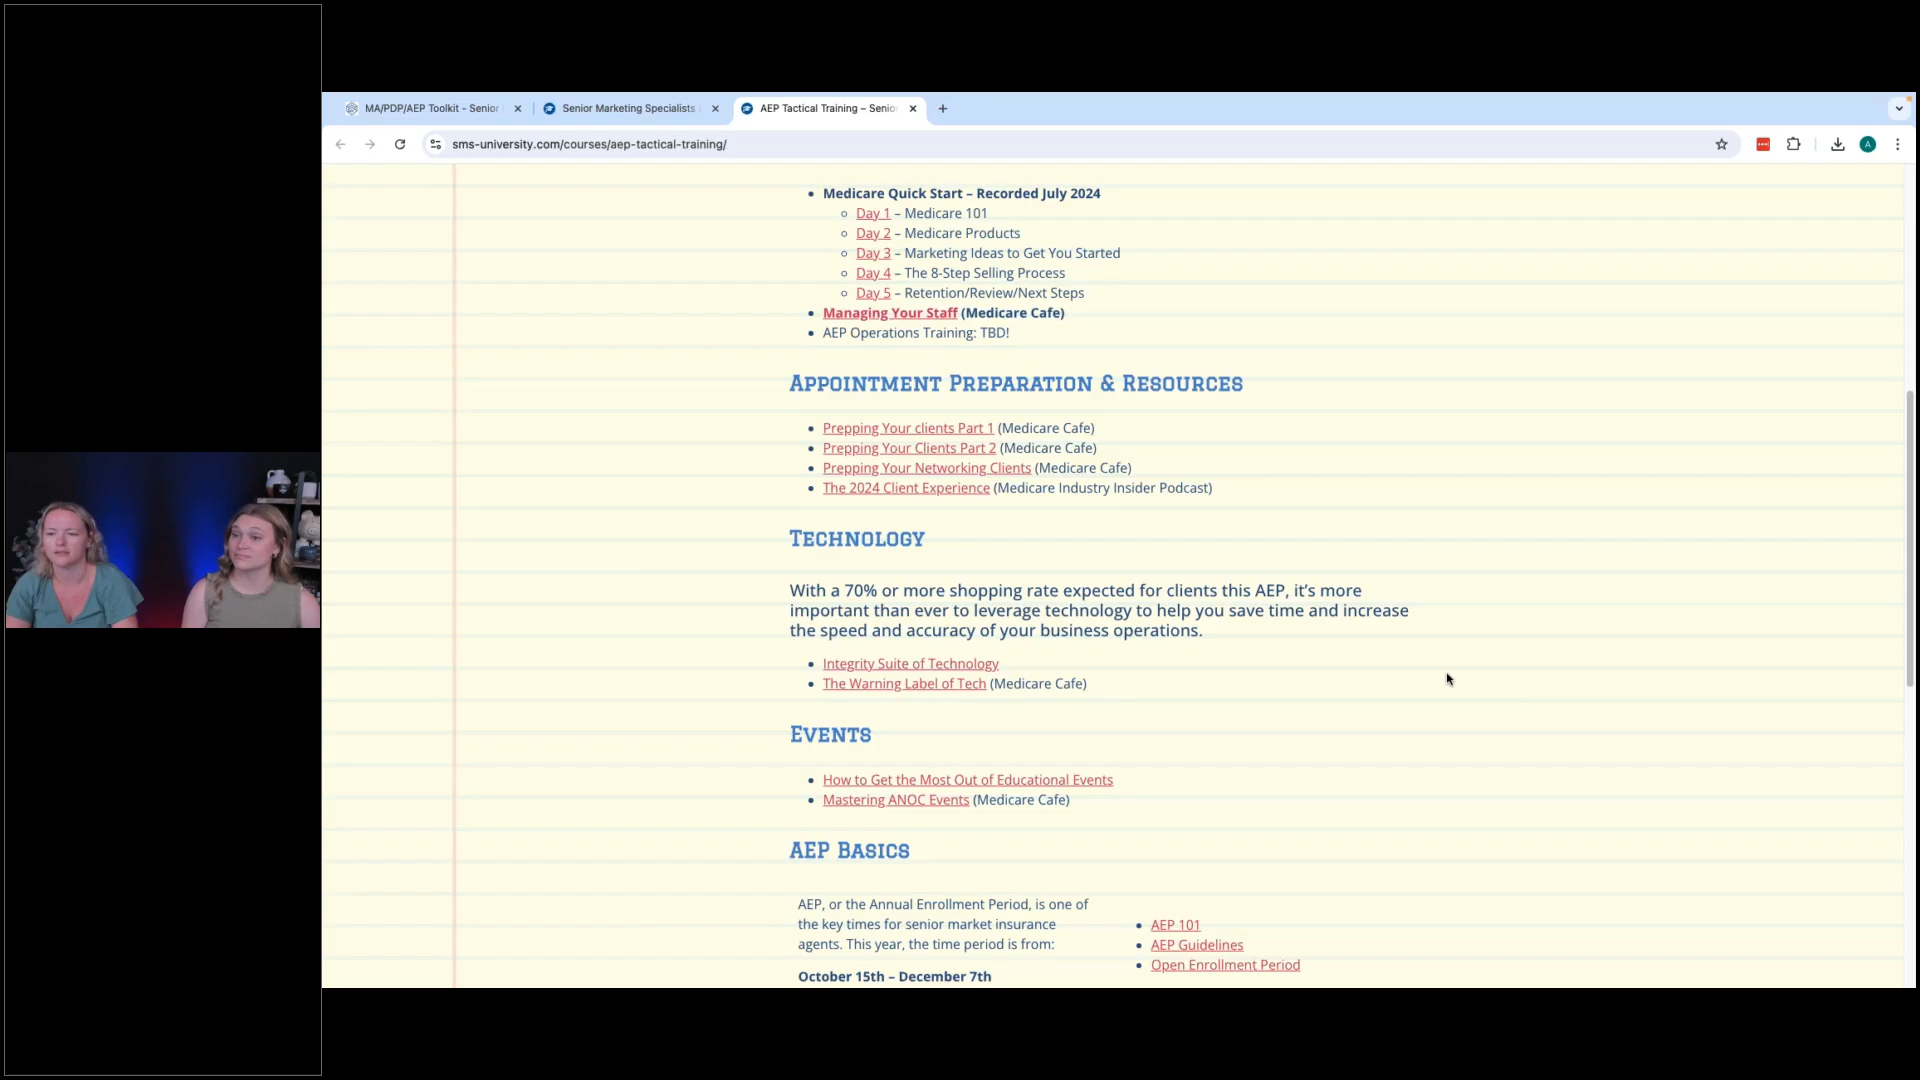 MA/PDP/AEP Toolkit - Senior
Senior Marketing Specialists
AEP Tactical Training – Senio
sms-university.com/courses/aep-tactical-training/
A
Medicare Quick Start – Recorded July 2024
Day 1 – Medicare 101
Day 2 – Medicare Products
Day 3 – Marketing Ideas to Get You Started
Day 4 – The 8-Step Selling Process
Day 5 – Retention/Review/Next Steps
Managing Your Staff (Medicare Cafe)
AEP Operations Training: TBD!
Appointment Preparation & Resources
Prepping Your clients Part 1 (Medicare Cafe)
Prepping Your Clients Part 2 (Medicare Cafe)
Prepping Your Networking Clients (Medicare Cafe)
The 2024 Client Experience (Medicare Industry Insider Podcast)
Technology
With a 70% or more shopping rate expected for clients this AEP, it’s more
important than ever to leverage technology to help you save time and increase
the speed and accuracy of your business operations.
Integrity Suite of Technology
The Warning Label of Tech (Medicare Cafe)
Events
How to Get the Most Out of Educational Events
Mastering ANOC Events (Medicare Cafe)
AEP Basics
AEP, or the Annual Enrollment Period, is one of
the key times for senior market insurance
agents. This year, the time period is from:
October 15th – December 7th
AEP 101
AEP Guidelines
Open Enrollment Period